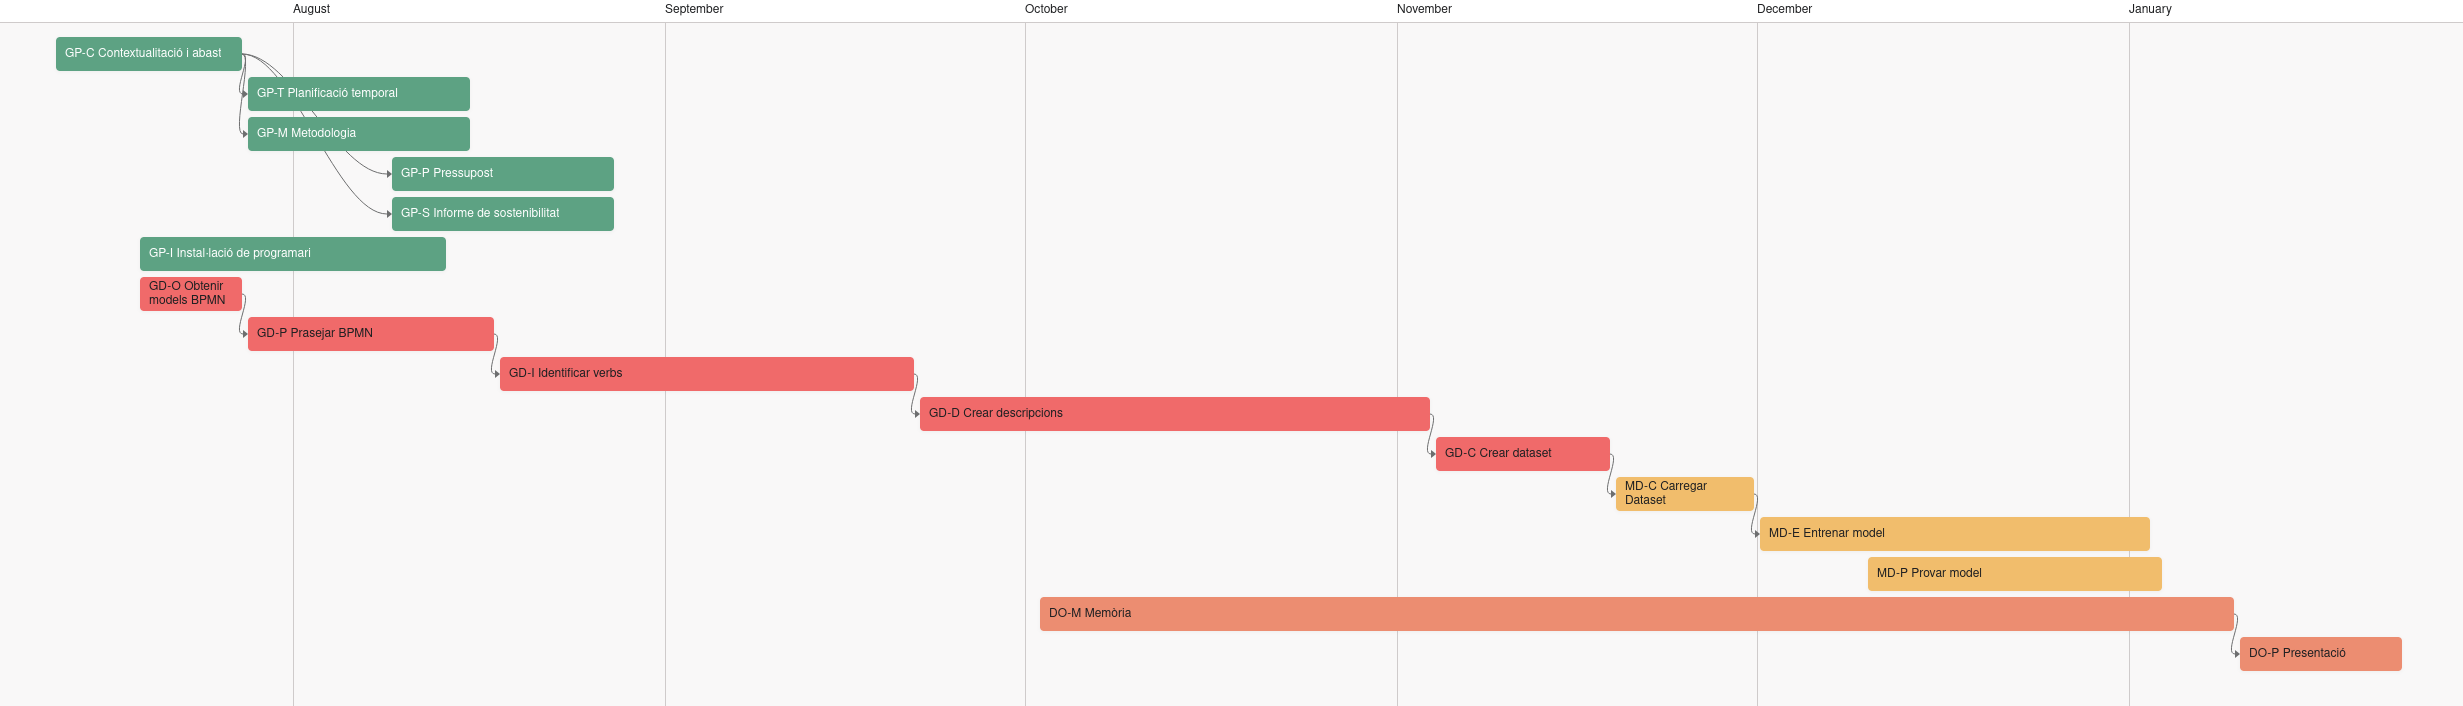 August September October November December January
GP-C Contextualitació i abast
GP-T Planificació temporal
GP-M Metodologia
GP-P Pressupost
GP-S Informe de sostenibilitat
GP-I Instal·lació de programari
GD-O Obtenir
models BPMN
GD-P Prasejar BPMN
GD-I Identificar verbs
GD-D Crear descripcions
GD-C Crear dataset
MD-C Carregar
Dataset
MD-E Entrenar model
MD-P Provar model
DO-M Memòria
DO-P Presentació